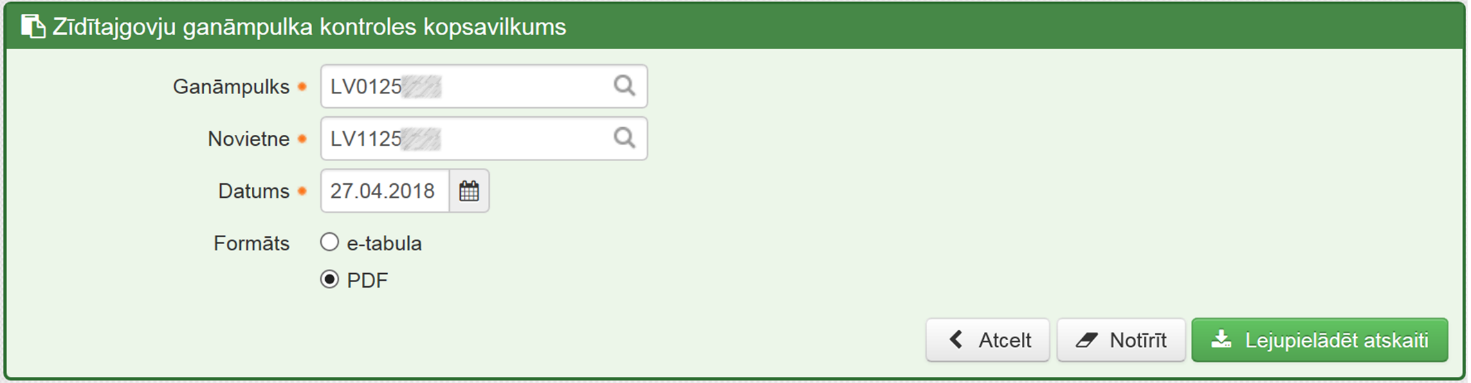 Zīdītajgovju ganāmpulka kontroles kopsavilkums
Ganāmpulks LV0125
Novietne LV1125
Datums 27.04.2018
Formāts e-tabula
PDF
Atcelt Notīrīt Lejupielādēt atskaiti